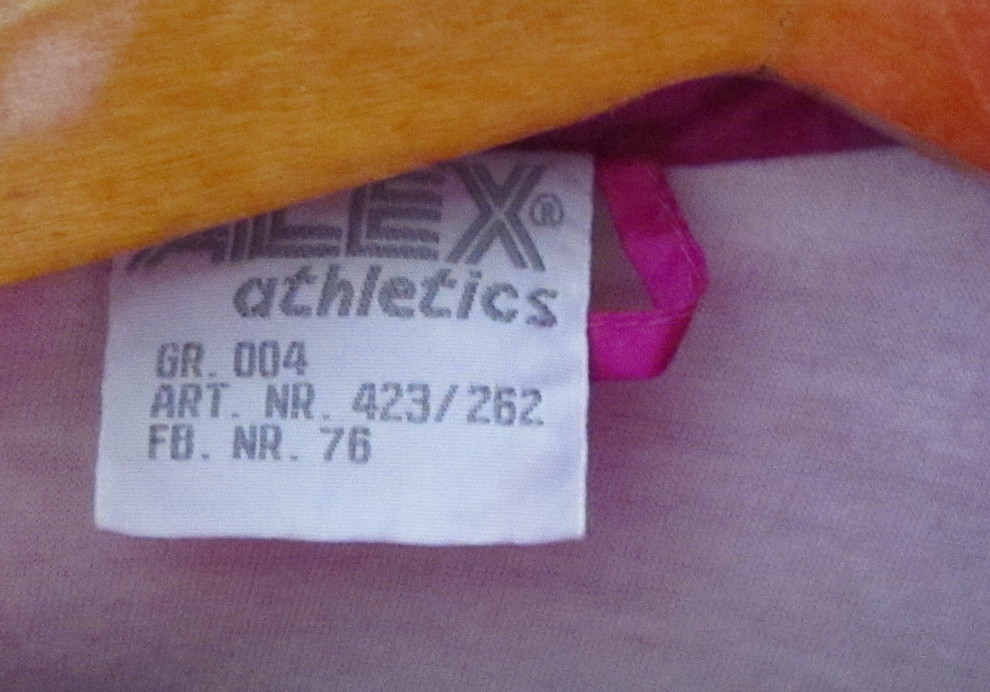 ALEX®
athletics
GR. 004
ART. NR. 423/262
FB. NR. 76